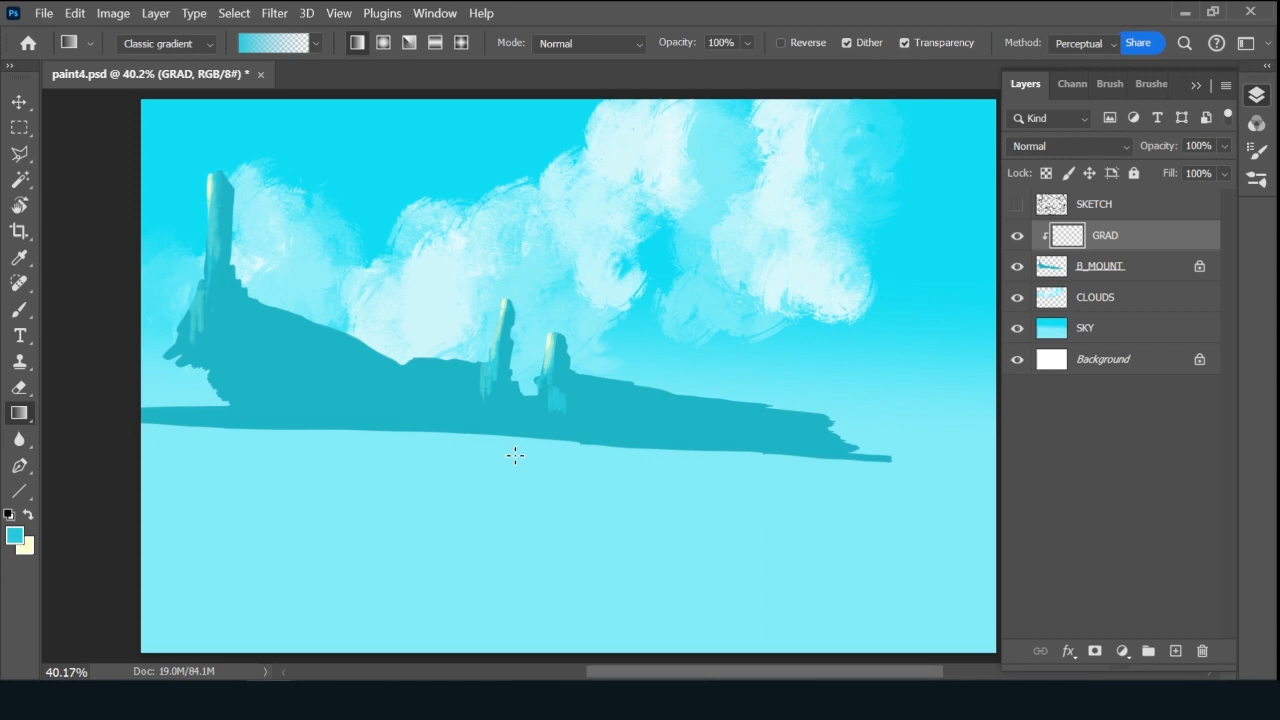 Ps File Edit Image Layer Type Select Filter 3D View Plugins Window Help
Classic gradient Mode: Normal Opacity: 100% Reverse Dither Transparency Method: Perceptual Share
paint4.psd @ 40.2% (GRAD, RGB/8#) *
Layers Chann Brush Brushe
Kind
Normal Opacity: 100%
Lock: Fill: 100%
SKETCH
GRAD
B_MOUNT
CLOUDS
SKY
Background
fx
40.17% Doc: 19.0M/84.1M